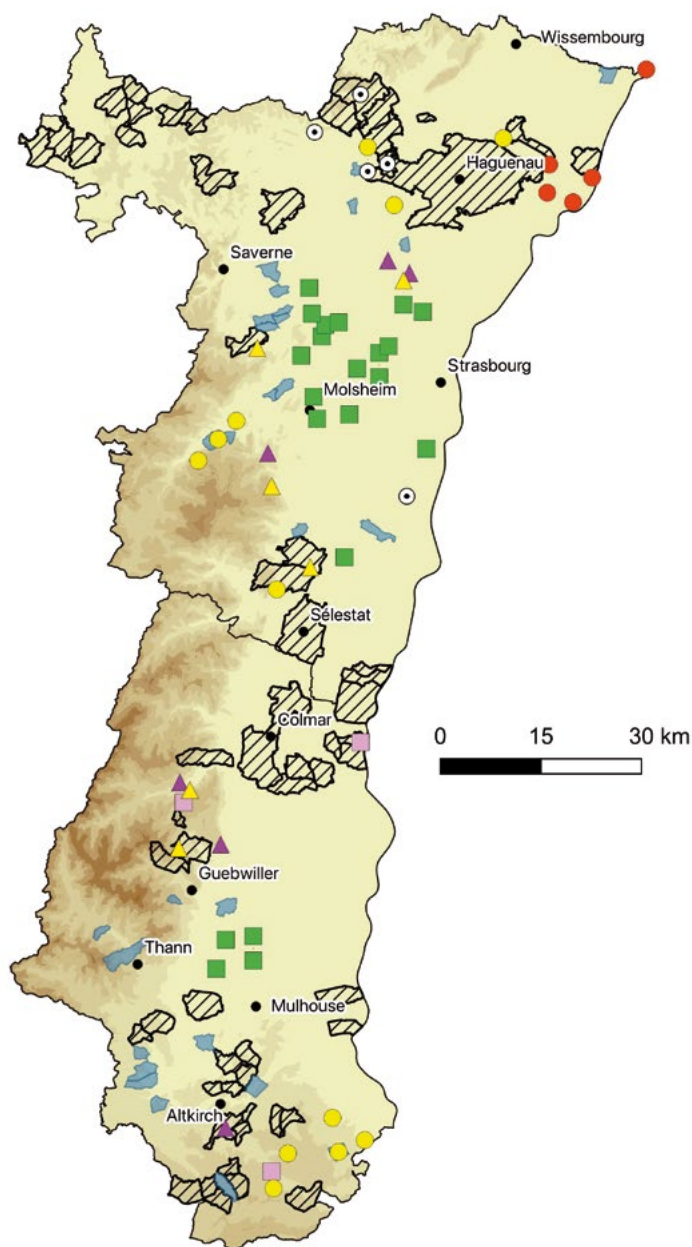 Wissembourg
Haguenau
Saverne
Strasbourg
Molsheim
Sélestat
Colmar
0 15 30 km
Guebwiller
Thann
Mulhouse
Altkirch